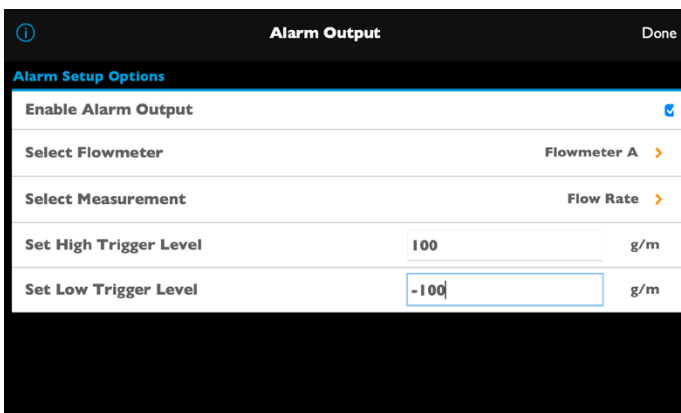 Alarm Output
Done
Alarm Setup Options
Enable Alarm Output
Select Flowmeter Flowmeter A >
Select Measurement Flow Rate >
Set High Trigger Level 100 g/m
Set Low Trigger Level -100 g/m